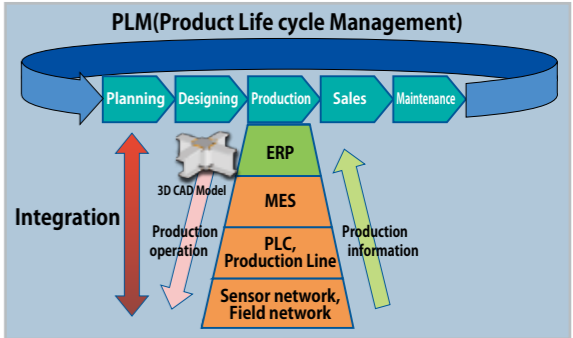 PLM(Product Life cycle Management)
Planning
Designing
Production
Sales
Maintenance
ERP
3D CAD Model
MES
Integration
Production
operation
Production
information
PLC,
Production Line
Sensor network,
Field network